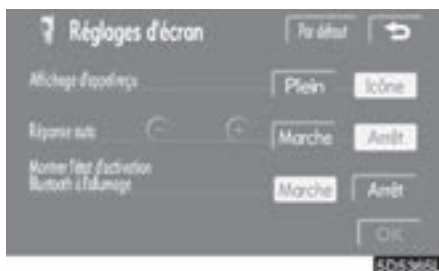 Réglages d'écran
Par défaut
Affichage d'appel reçu
Plein
Icône
Réponse auto
Marche
Arrêt
Montrer l'état d'activation
Bluetooth à l'allumage
Marche
Arrêt
OK